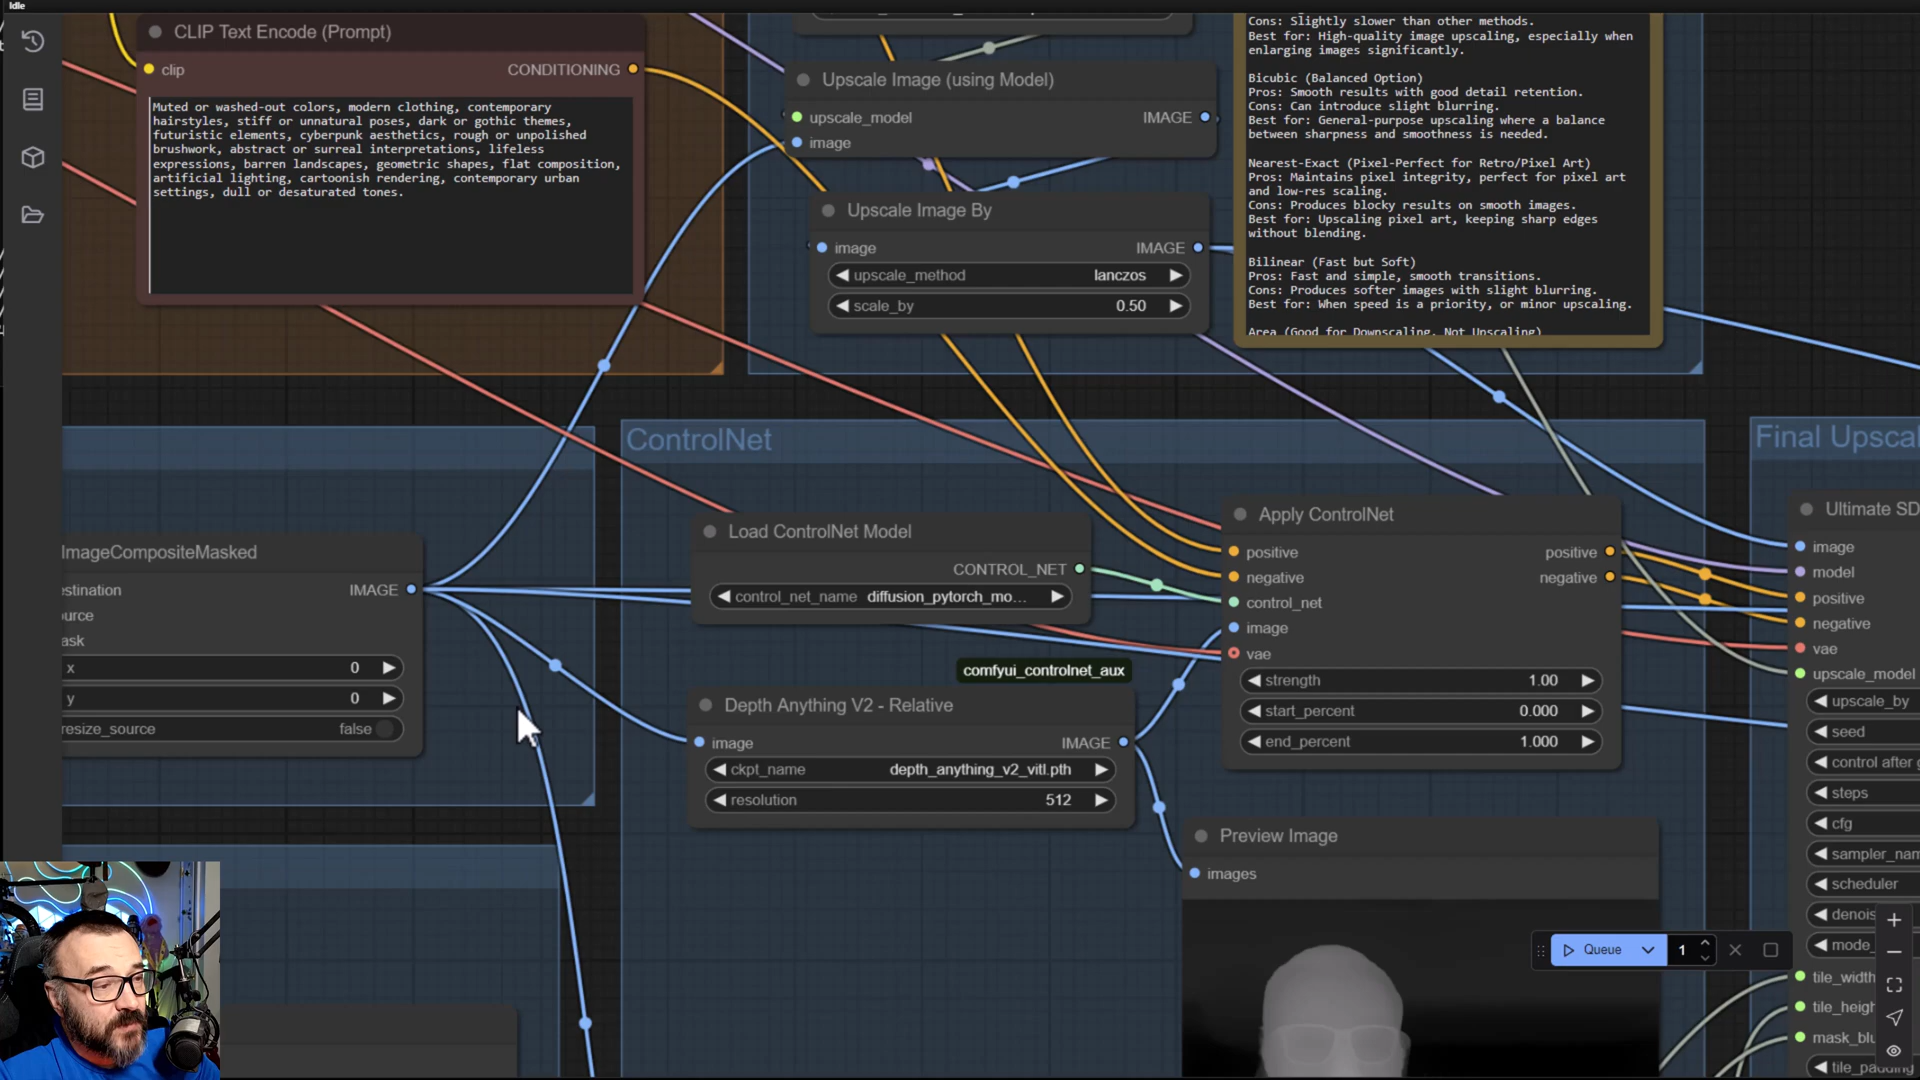 Idle
CLIP Text Encode (Prompt)
clip
CONDITIONING
Muted or washed-out colors, modern clothing, contemporary
hairstyles, stiff or unnatural poses, dark or gothic themes,
futuristic elements, cyberpunk aesthetics, rough or unpolished
brushwork, abstract or surreal interpretations, lifeless
expressions, barren landscapes, geometric shapes, flat composition,
artificial lighting, cartoonish rendering, contemporary urban
settings, dull or desaturated tones.
Upscale Image (using Model)
upscale_model
IMAGE
image
Upscale Image By
image
IMAGE
upscale_method
lanczos
scale_by
0.50
Cons: Slightly slower than other methods.
Best for: High-quality image upscaling, especially when
enlarging images significantly.
Bicubic (Balanced Option)
Pros: Smooth results with good detail retention.
Cons: Can introduce slight blurring.
Best for: General-purpose upscaling where a balance
between sharpness and smoothness is needed.
Nearest-Exact (Pixel-Perfect for Retro/Pixel Art)
Pros: Maintains pixel integrity, perfect for pixel art
and low-res scaling.
Cons: Produces blocky results on smooth images.
Best for: Upscaling pixel art, keeping sharp edges
without blending.
Bilinear (Fast but Soft)
Pros: Fast and simple, smooth transitions.
Cons: Produces softer images with slight blurring.
Best for: When speed is a priority, or minor upscaling.
Area (Good for Downscaling, Not Upscaling)
ImageCompositeMasked
estination
IMAGE
ource
ask
x
0
y
0
resize_source
false
ControlNet
Load ControlNet Model
CONTROL_NET
control_net_name
diffusion_pytorch_mo...
comfyui_controlnet_aux
Depth Anything V2 - Relative
image
IMAGE
ckpt_name
depth_anything_v2_vitl.pth
resolution
512
Apply ControlNet
positive
positive
negative
negative
control_net
image
vae
strength
1.00
start_percent
0.000
end_percent
1.000
Preview Image
images
Final Upscal
Ultimate SD
image
model
positive
negative
vae
upscale_model
upscale_by
seed
control after g
steps
cfg
sampler_nam
scheduler
denois
mode_
tile_width
tile_heigh
mask_blu
tile_padding
Queue
1